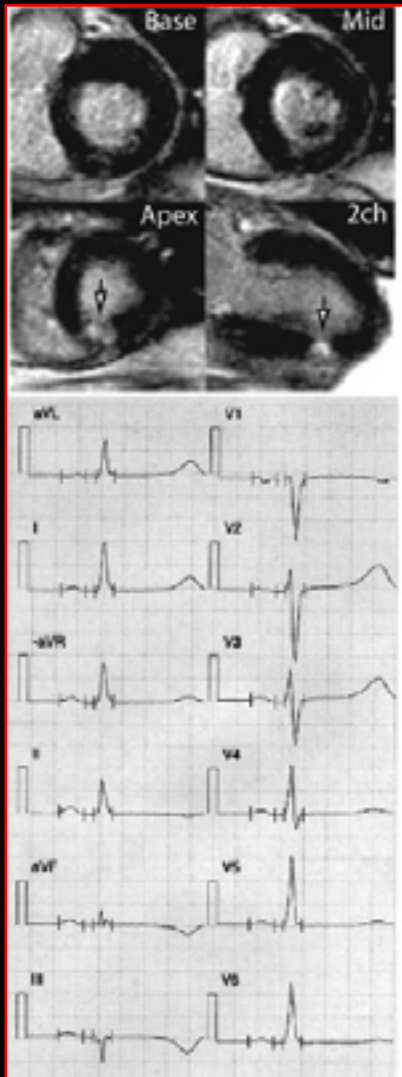 Base Mid
Apex 2ch
aVL V1
I V2
-aVR V3
II V4
aVF V5
III V6